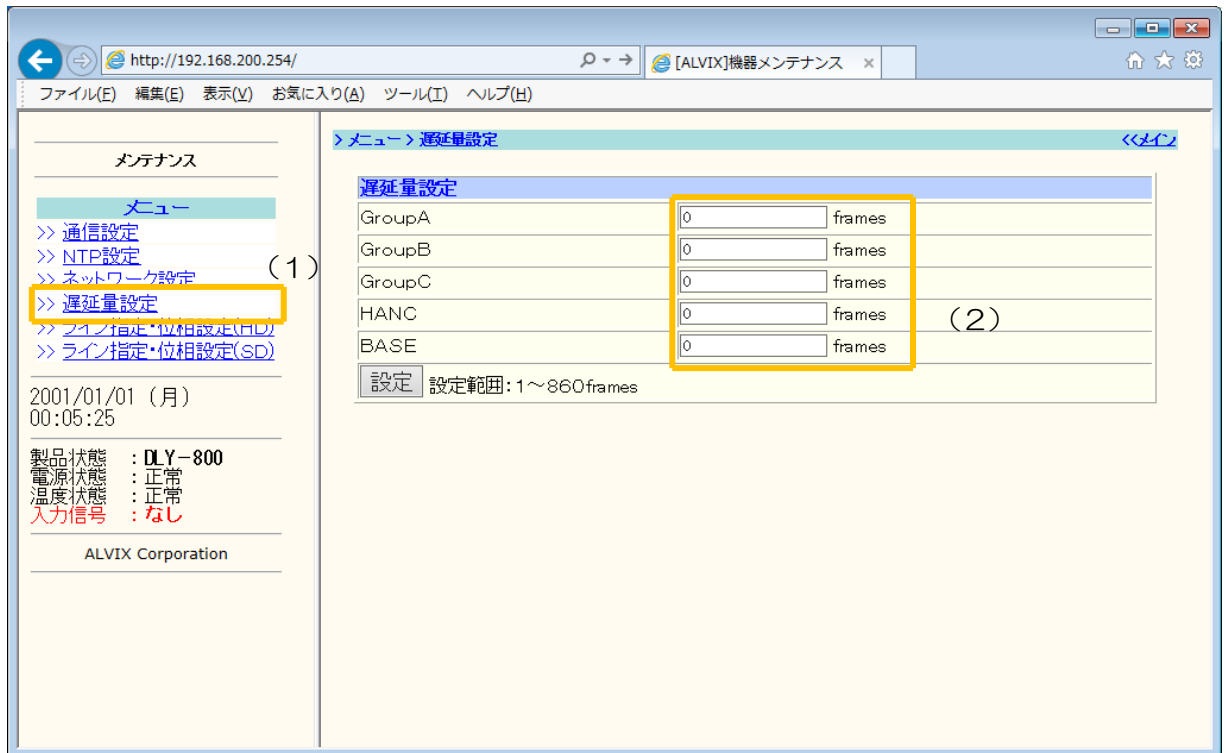 http://192.168.200.254/
[ALVIX]機器メンテナンス
ファイル(F) 編集(E) 表示(V) お気に入り(A) ツール(T) ヘルプ(H)
メンテナンス
メニュー
>> 通信設定
>> NTP設定
>> ネットワーク設定
(1)
>> 遅延量設定
>> ライン指定・位相設定(HD)
>> ライン指定・位相設定(SD)
2001/01/01 (月)
00:05:25
製品状態 :DLY-800
電源状態 :正常
温度状態 :正常
入力信号 :なし
ALVIX Corporation
> メニュー > 遅延量設定 <<メイン
遅延量設定
GroupA 0 frames
GroupB 0 frames
GroupC 0 frames
HANC 0 frames
BASE 0 frames
(2)
設定 設定範囲:1~860frames